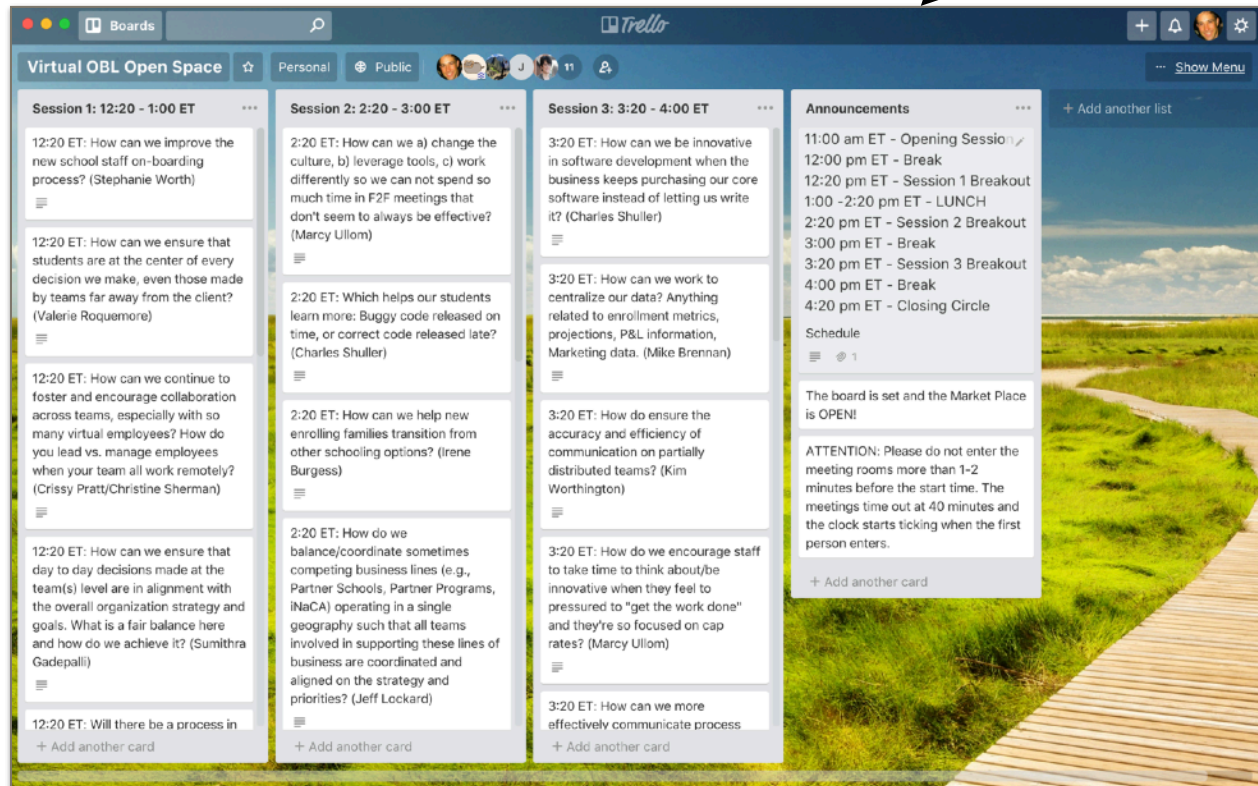 Boards
Trello
Virtual OBL Open Space
Personal
Public
J
11
··· Show Menu
Session 1: 12:20 - 1:00 ET
12:20 ET: How can we improve the
new school staff on-boarding
process? (Stephanie Worth)
12:20 ET: How can we ensure that
students are at the center of every
decision we make, even those made
by teams far away from the client?
(Valerie Roquemore)
12:20 ET: How can we continue to
foster and encourage collaboration
across teams, especially with so
many virtual employees? How do
you lead vs. manage employees
when your team all work remotely?
(Crissy Pratt/Christine Sherman)
12:20 ET: How can we ensure that
day to day decisions made at the
team(s) level are in alignment with
the overall organization strategy and
goals. What is a fair balance here
and how do we achieve it? (Sumithra
Gadepalli)
12:20 ET: Will there be a process in
+ Add another card
Session 2: 2:20 - 3:00 ET
2:20 ET: How can we a) change the
culture, b) leverage tools, c) work
differently so we can not spend so
much time in F2F meetings that
don't seem to always be effective?
(Marcy Ullom)
2:20 ET: Which helps our students
learn more: Buggy code released on
time, or correct code released late?
(Charles Shuller)
2:20 ET: How can we help new
enrolling families transition from
other schooling options? (Irene
Burgess)
2:20 ET: How do we
balance/coordinate sometimes
competing business lines (e.g.,
Partner Schools, Partner Programs,
iNaCA) operating in a single
geography such that all teams
involved in supporting these lines of
business are coordinated and
aligned on the strategy and
priorities? (Jeff Lockard)
+ Add another card
Session 3: 3:20 - 4:00 ET
3:20 ET: How can we be innovative
in software development when the
business keeps purchasing our core
software instead of letting us write
it? (Charles Shuller)
3:20 ET: How can we work to
centralize our data? Anything
related to enrollment metrics,
projections, P&L information,
Marketing data. (Mike Brennan)
3:20 ET: How do ensure the
accuracy and efficiency of
communication on partially
distributed teams? (Kim
Worthington)
3:20 ET: How do we encourage staff
to take time to think about/be
innovative when they feel to
pressured to "get the work done"
and they're so focused on cap
rates? (Marcy Ullom)
3:20 ET: How can we more
effectively communicate process
+ Add another card
Announcements
11:00 am ET - Opening Session
12:00 pm ET - Break
12:20 pm ET - Session 1 Breakout
1:00 -2:20 pm ET - LUNCH
2:20 pm ET - Session 2 Breakout
3:00 pm ET - Break
3:20 pm ET - Session 3 Breakout
4:00 pm ET - Break
4:20 pm ET - Closing Circle
Schedule
1
The board is set and the Market Place
is OPEN!
ATTENTION: Please do not enter the
meeting rooms more than 1-2
minutes before the start time. The
meetings time out at 40 minutes and
the clock starts ticking when the first
person enters.
+ Add another card
+ Add another list